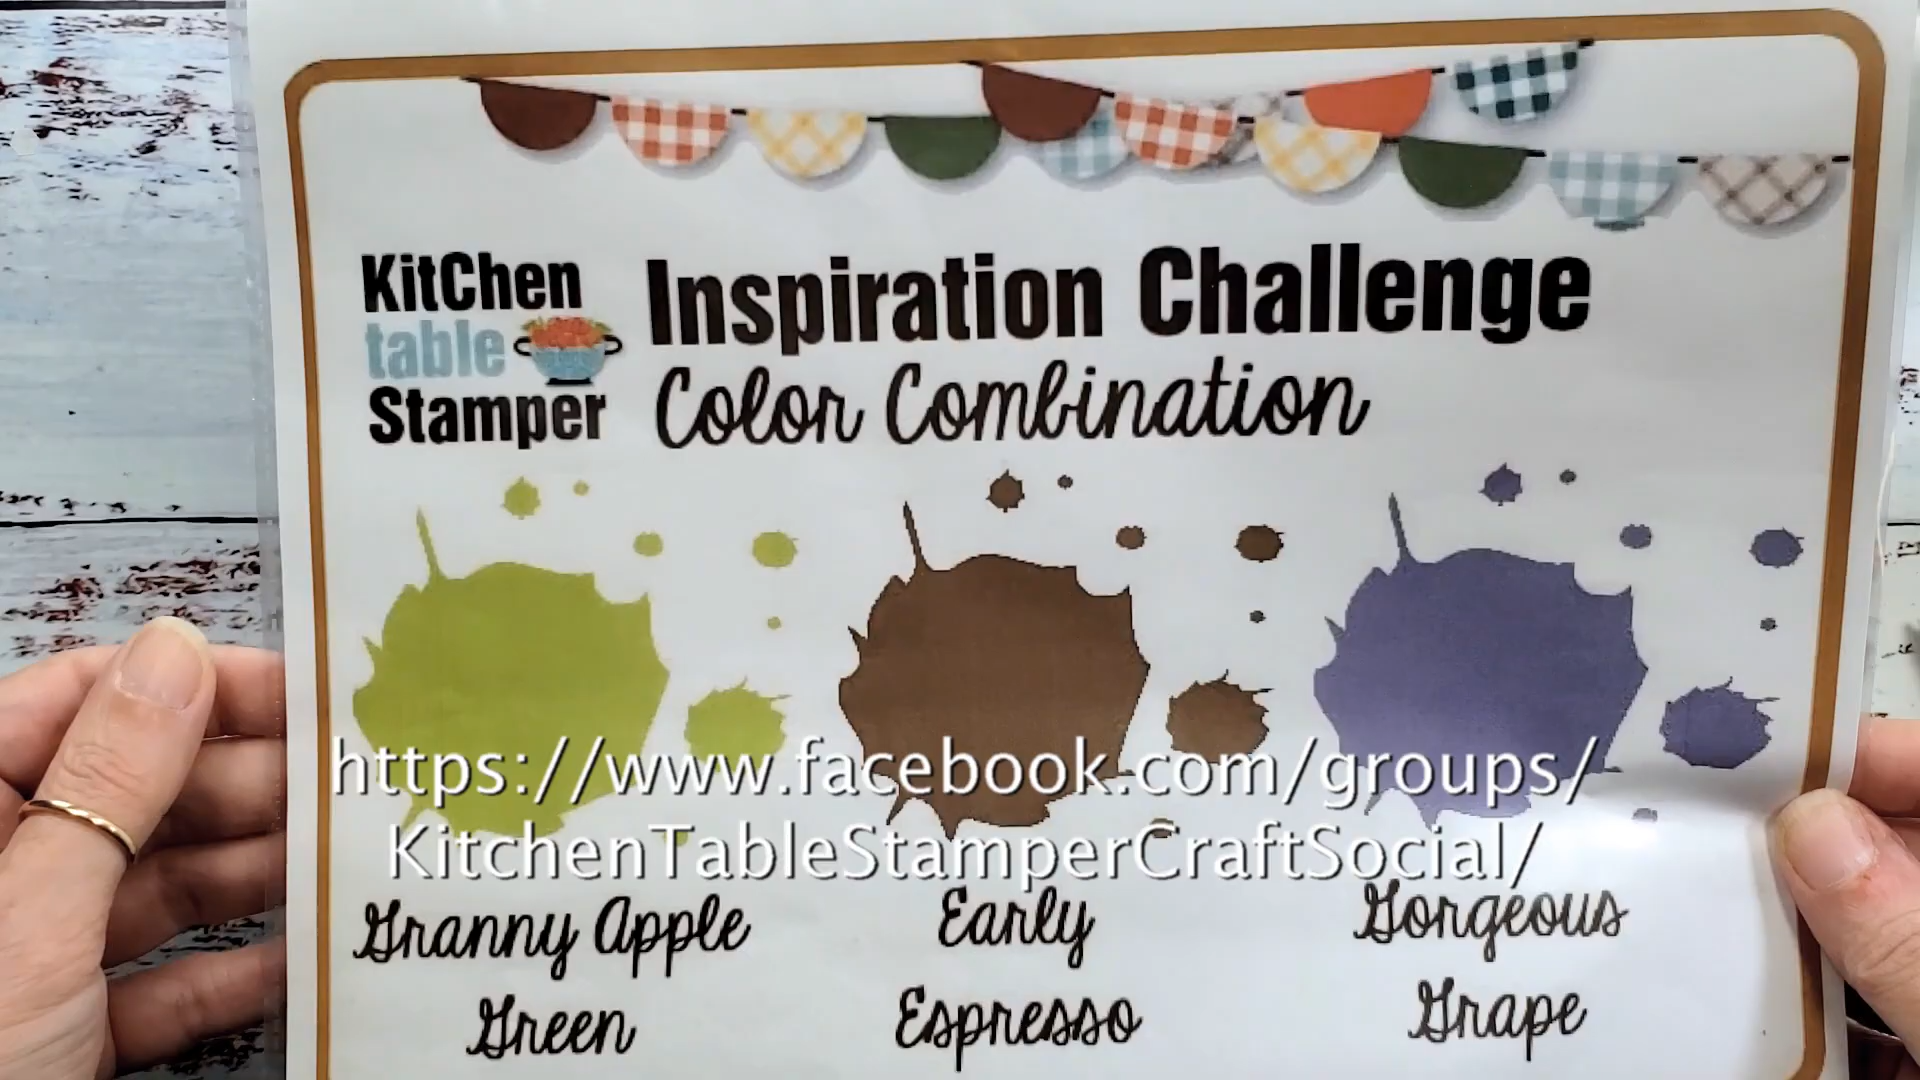 KitChen
table
Stamper
Inspiration Challenge
Color Combination
https://www.facebook.com/groups/
KitchenTableStamperCraftSocial/
Granny Apple
Green
Early
Espresso
Gorgeous
Grape